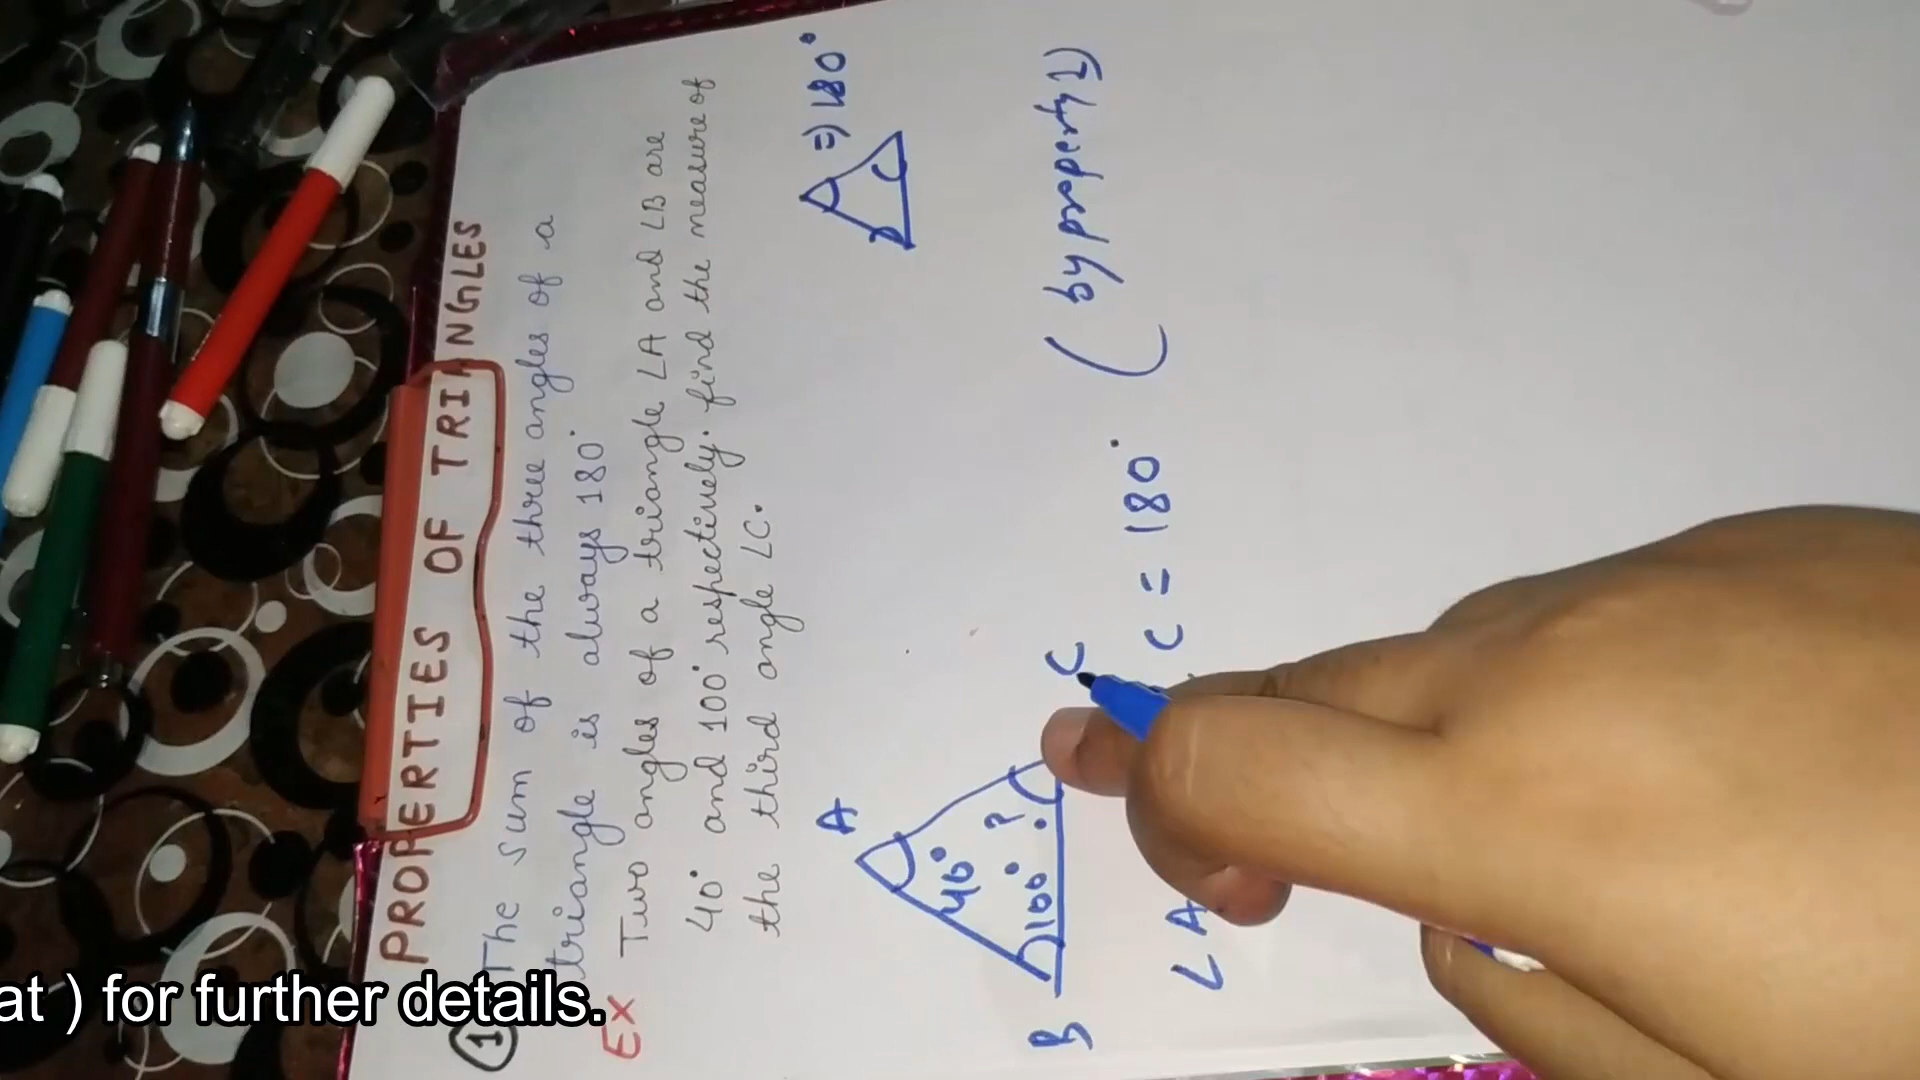 PROPERTIES OF TRIANGLES
1 The sum of the three angles of a
triangle is always 180°
Ex Two angles of a triangle ∠A and ∠B are
40° and 100° respectively. find the measure of
the third angle ∠C.
=) 180°
A
40°
?
100°
B
C
(by property 1)
∠A
C = 180°
at ) for further details.